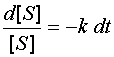 d[S]/[S] = −k dt